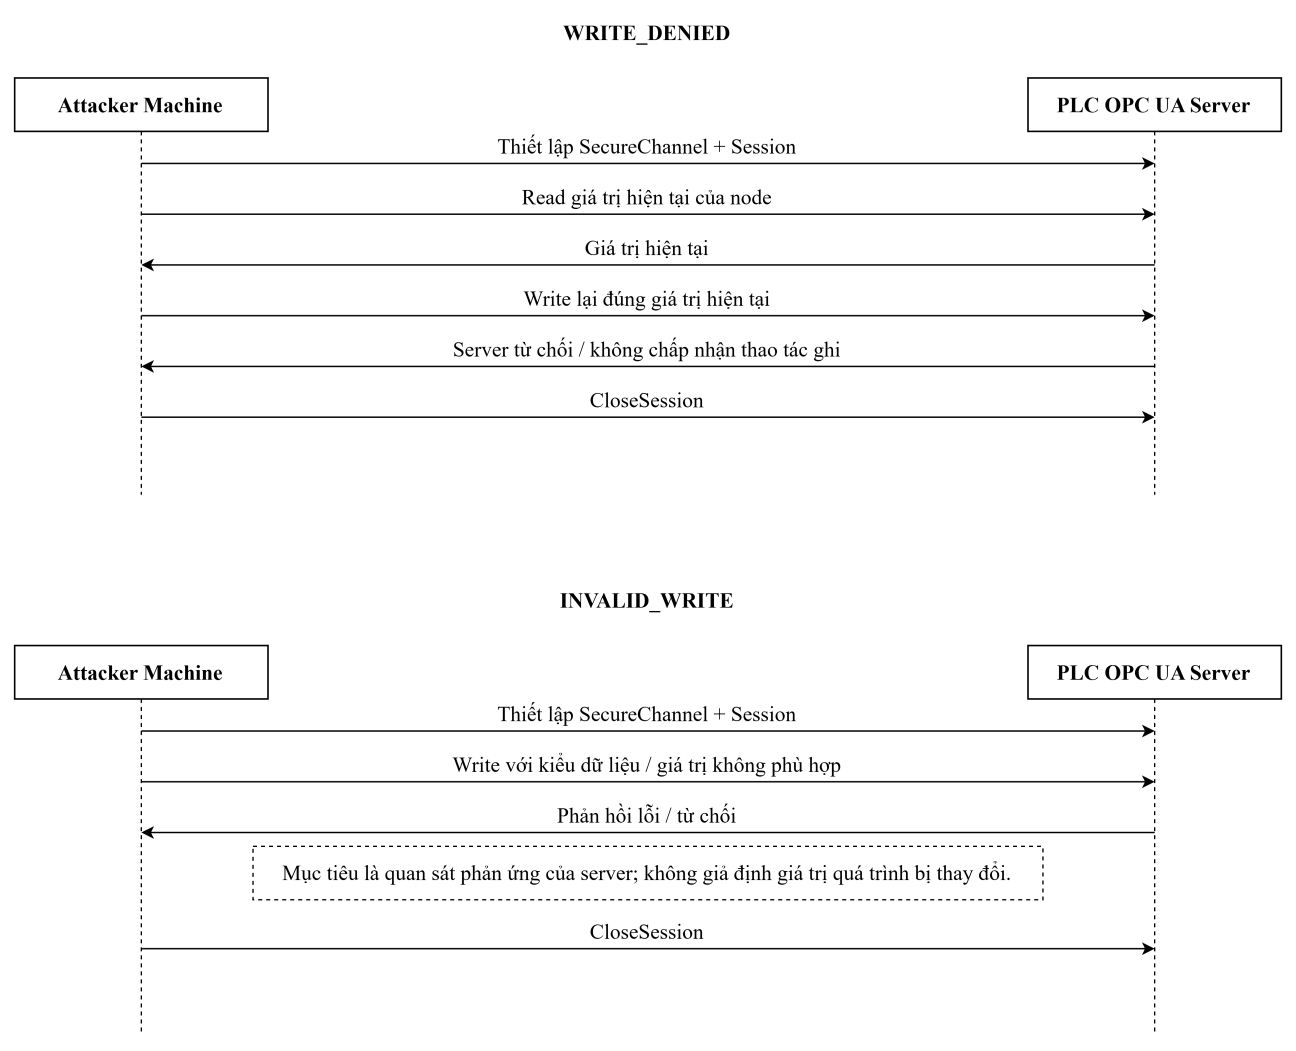 WRITE_DENIED
Attacker Machine
PLC OPC UA Server
Thiết lập SecureChannel + Session
Read giá trị hiện tại của node
Giá trị hiện tại
Write lại đúng giá trị hiện tại
Server từ chối / không chấp nhận thao tác ghi
CloseSession
INVALID_WRITE
Attacker Machine
PLC OPC UA Server
Thiết lập SecureChannel + Session
Write với kiểu dữ liệu / giá trị không phù hợp
Phản hồi lỗi / từ chối
Mục tiêu là quan sát phản ứng của server; không giả định giá trị quá trình bị thay đổi.
CloseSession